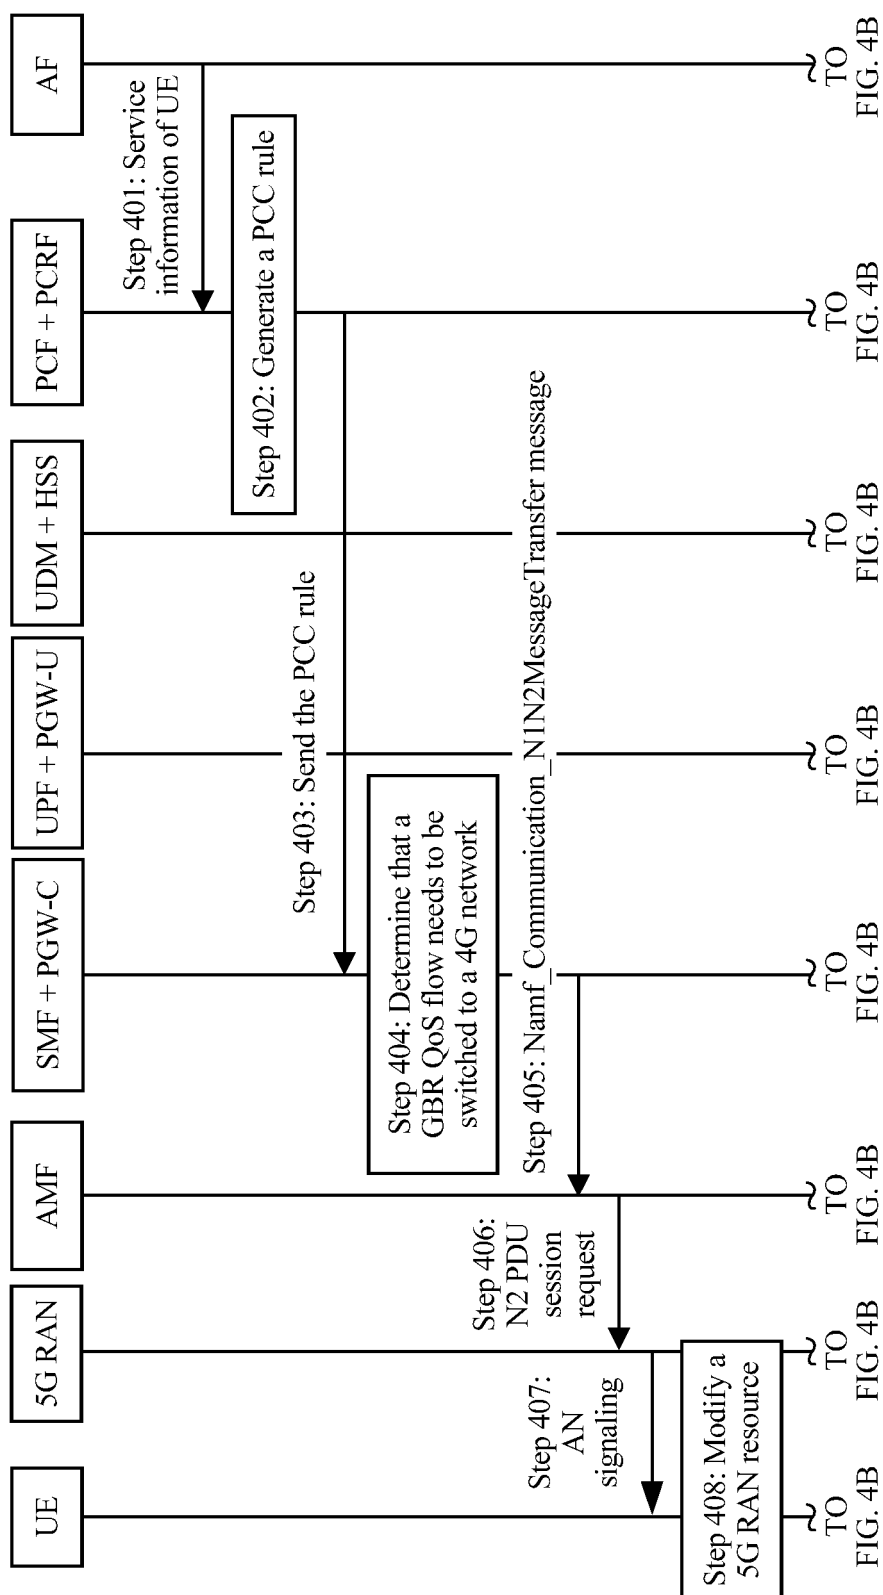 UE
5G RAN
AMF
SMF + PGW-C
UPF + PGW-U
UDM + HSS
PCF + PCRF
AF
Step 401: Service
information of UE
Step 402: Generate a PCC rule
Step 403: Send the PCC rule
Step 404: Determine that a
GBR QoS flow needs to be
switched to a 4G network
Step 405: Namf_Communication_N1N2MessageTransfer message
Step 406:
N2 PDU
session
request
Step 407:
AN
signaling
Step 408: Modify a
5G RAN resource
TO
FIG. 4B
TO
FIG. 4B
TO
FIG. 4B
TO
FIG. 4B
TO
FIG. 4B
TO
FIG. 4B
TO
FIG. 4B
TO
FIG. 4B